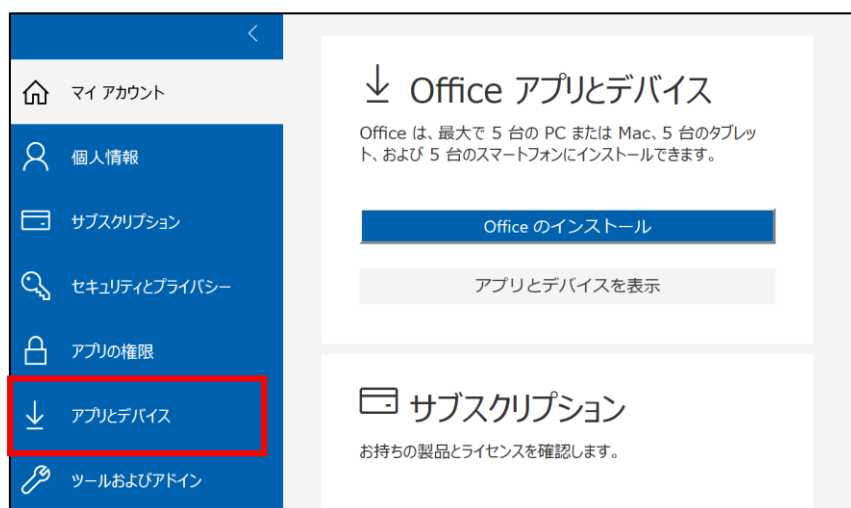 マイ アカウント
個人情報
サブスクリプション
セキュリティとプライバシー
アプリの権限
アプリとデバイス
ツールおよびアドイン
Office アプリとデバイス
Office は、最大で 5 台の PC または Mac、5 台のタブレッ
ト、および 5 台のスマートフォンにインストールできます。
Office のインストール
アプリとデバイスを表示
サブスクリプション
お持ちの製品とライセンスを確認します。